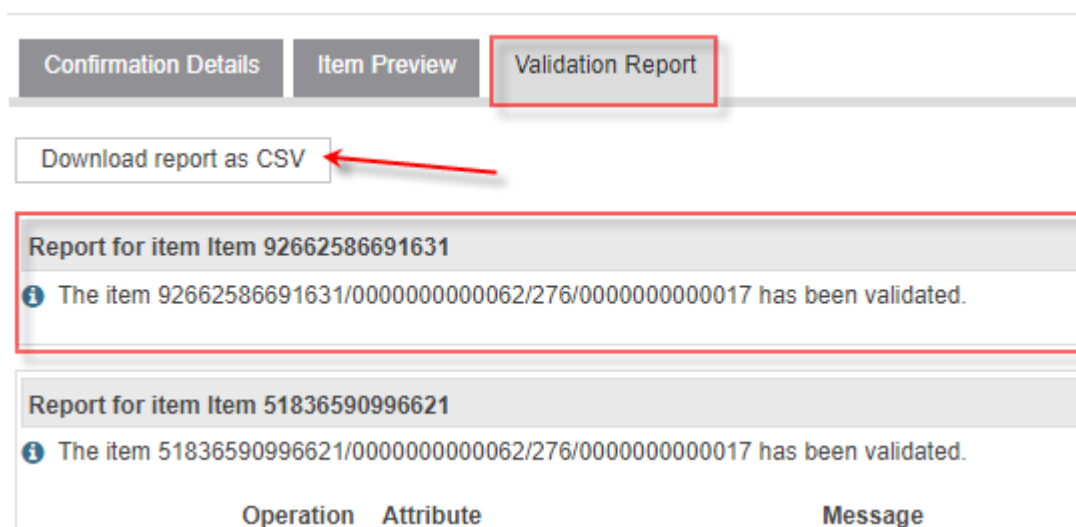 Confirmation Details Item Preview Validation Report
Download report as CSV
Report for item Item 92662586691631
The item 92662586691631/0000000000062/276/0000000000017 has been validated.
Report for item Item 51836590996621
The item 51836590996621/0000000000062/276/0000000000017 has been validated.
Operation Attribute Message